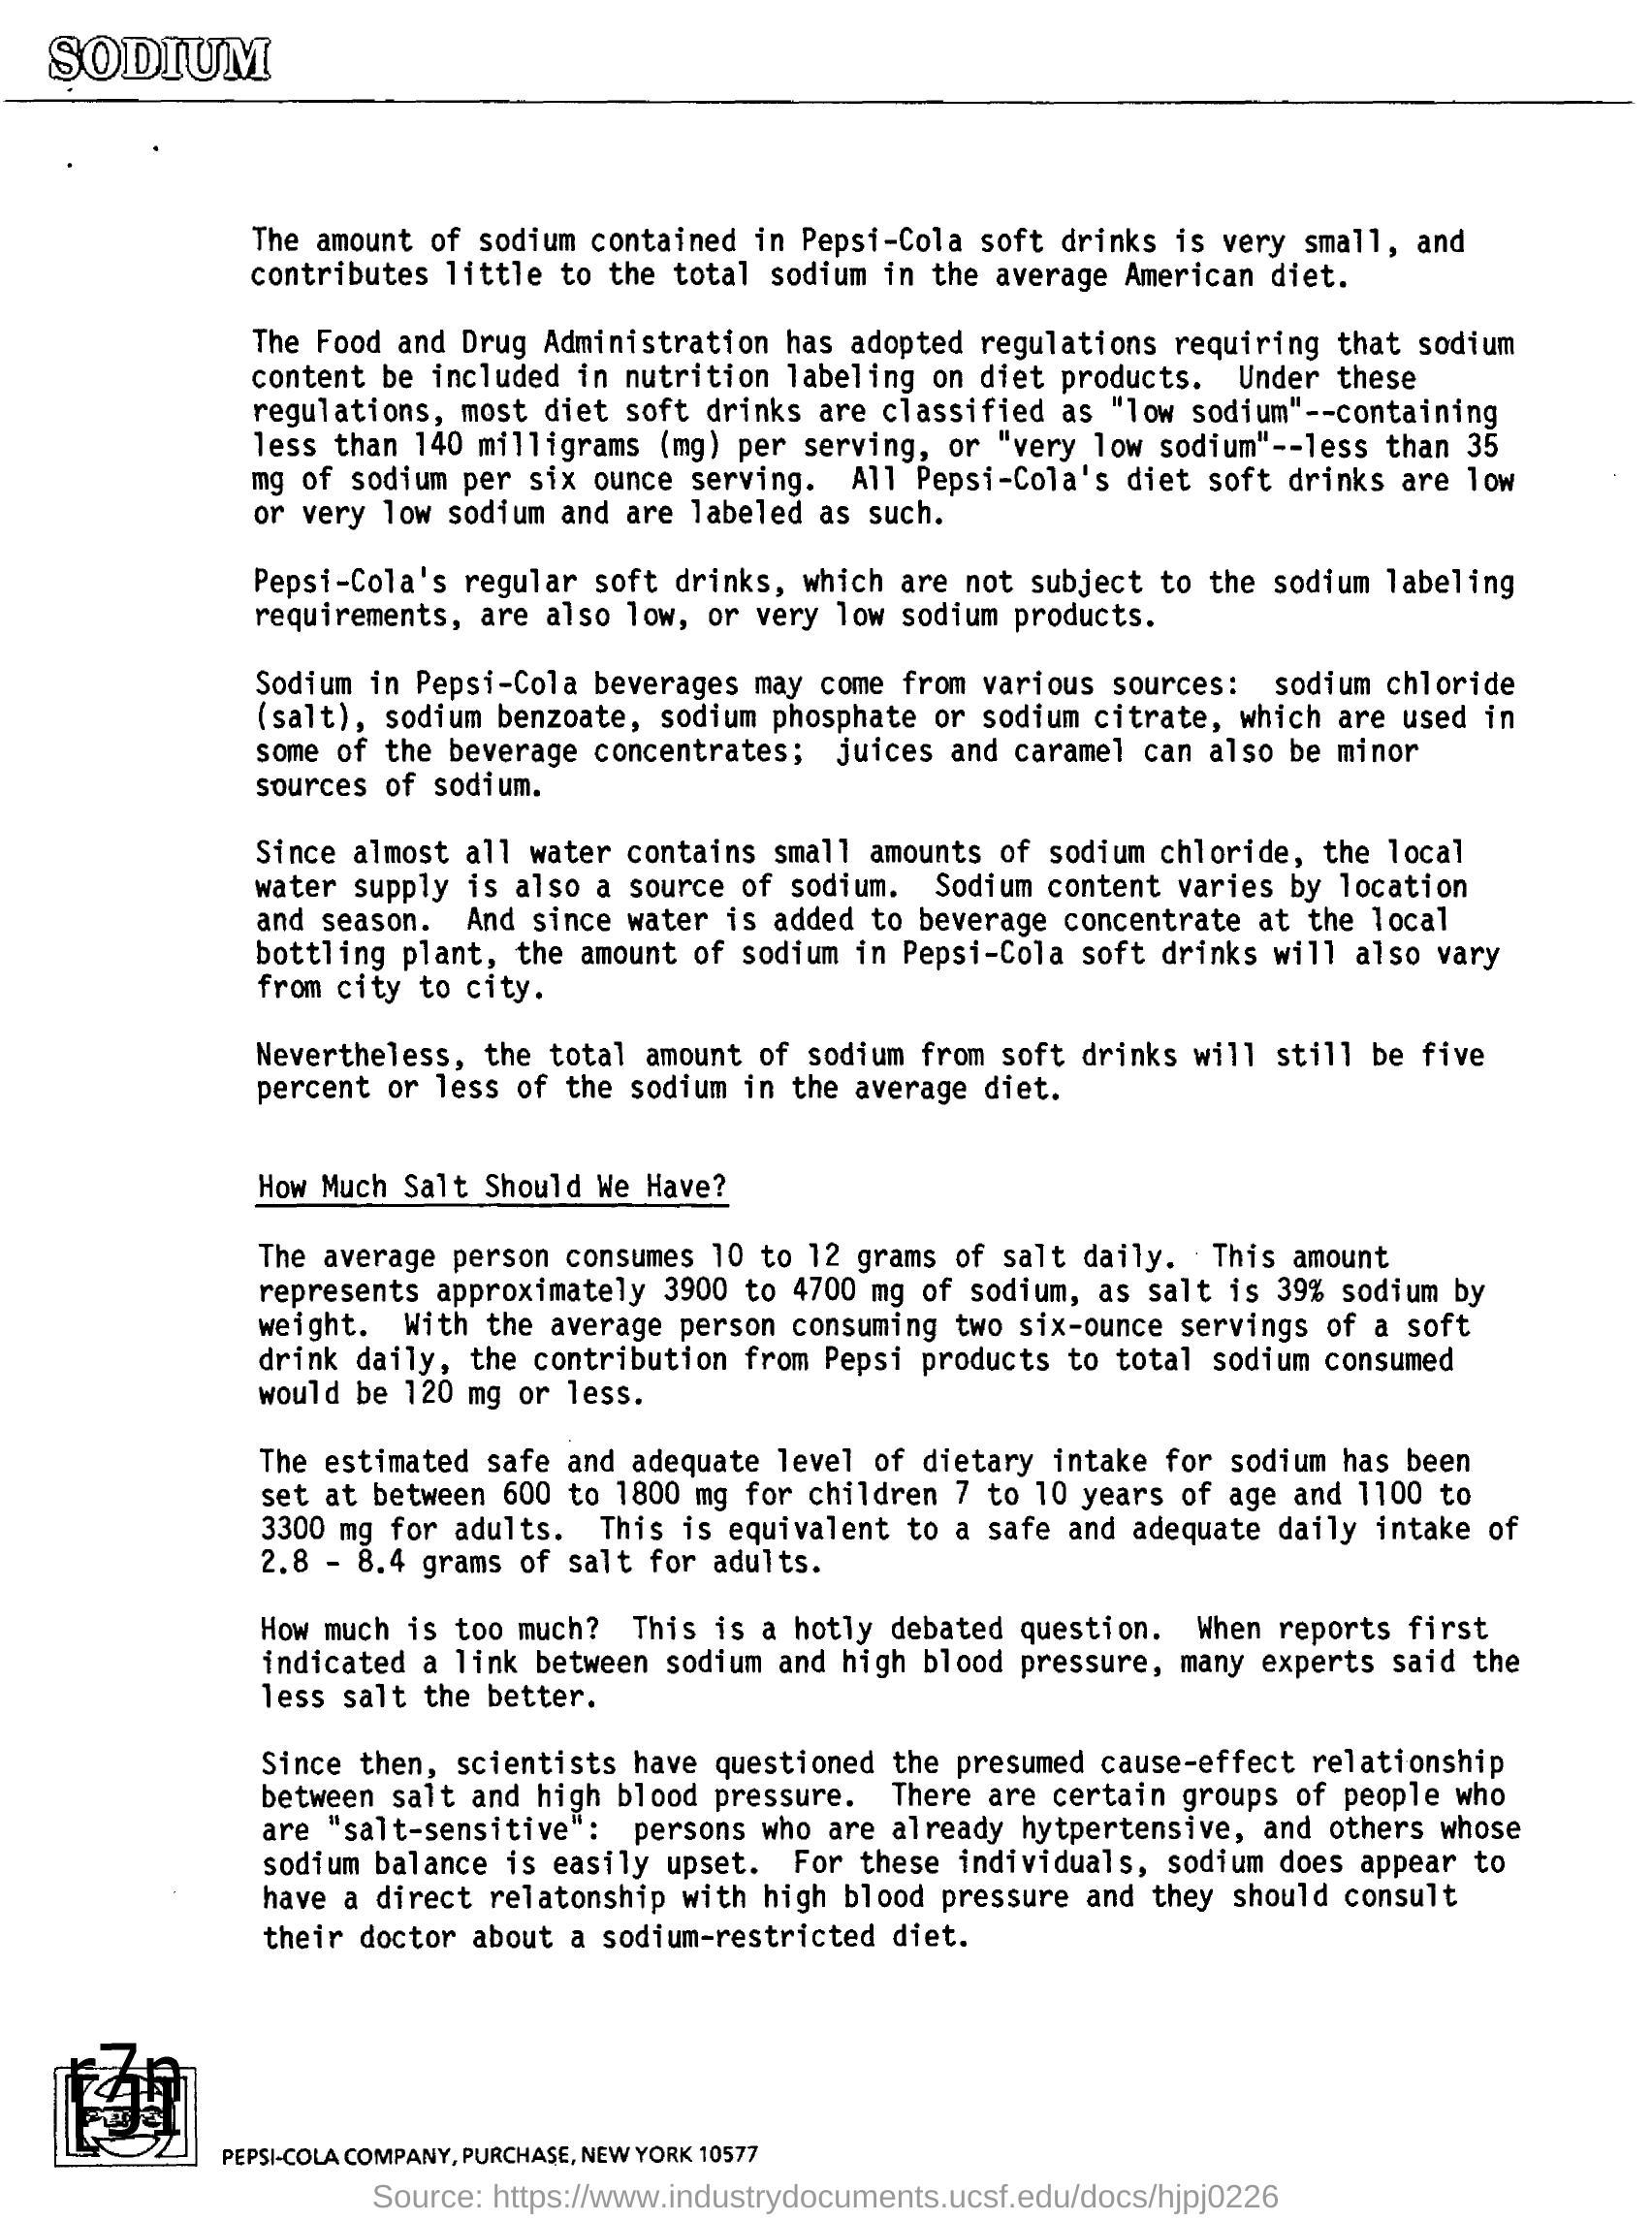 SODIUM
The amount of sodium contained in Pepsi-Cola soft drinks is very small, and
contributes little to the total sodium in the average American diet.
The Food and Drug Administration has adopted regulations requiring that sodium
content be included in nutrition labeling on diet products. Under these
regulations, most diet soft drinks are classified as "low sodium"--containing
less than 140 milligrams (mg) per serving, or "very low sodium"--less than 35
mg of sodium per six ounce serving. All Pepsi-Cola's diet soft drinks are low
or very low sodium and are labeled as such.
Pepsi-Cola's regular soft drinks, which are not subject to the sodium labeling
requirements, are also low, or very low sodium products.
Sodium in Pepsi-Cola beverages may come from various sources: sodium chloride
(salt), sodium benzoate, sodium phosphate or sodium citrate, which are used in
some of the beverage concentrates; juices and caramel can also be minor
sources of sodium.
Since almost all water contains small amounts of sodium chloride, the local
water supply is also a source of sodium. Sodium content varies by location
and season. And since water is added to beverage concentrate at the local
bottling plant, the amount of sodium in Pepsi-Cola soft drinks will also vary
from city to city.
Nevertheless, the total amount of sodium from soft drinks will still be five
percent or less of the sodium in the average diet.
How Much Salt Should We Have?
The average person consumes 10 to 12 grams of salt daily. This amount
represents approximately 3900 to 4700 mg of sodium, as salt is 39% sodium by
weight. With the average person consuming two six-ounce servings of a soft
drink daily, the contribution from Pepsi products to total sodium consumed
would be 120 mg or less.
The estimated safe and adequate level of dietary intake for sodium has been
set at between 600 to 1800 mg for children 7 to 10 years of age and 1100 to
3300 mg for adults. This is equivalent to a safe and adequate daily intake of
2.8 - 8.4 grams of salt for adults.
How much is too much? This is a hotly debated question. When reports first
indicated a link between sodium and high blood pressure, many experts said the
less salt the better.
Since then, scientists have questioned the presumed cause-effect relationship
between salt and high blood pressure. There are certain groups of people who
are "salt-sensitive": persons who are already hytpertensive, and others whose
sodium balance is easily upset. For these individuals, sodium does appear to
have a direct relatonship with high blood pressure and they should consult
their doctor about a sodium-restricted diet.
PEPSI-COLA COMPANY, PURCHASE, NEW YORK 10577
Source: https://www.industrydocuments.ucsf.edu/docs/hjpj0226